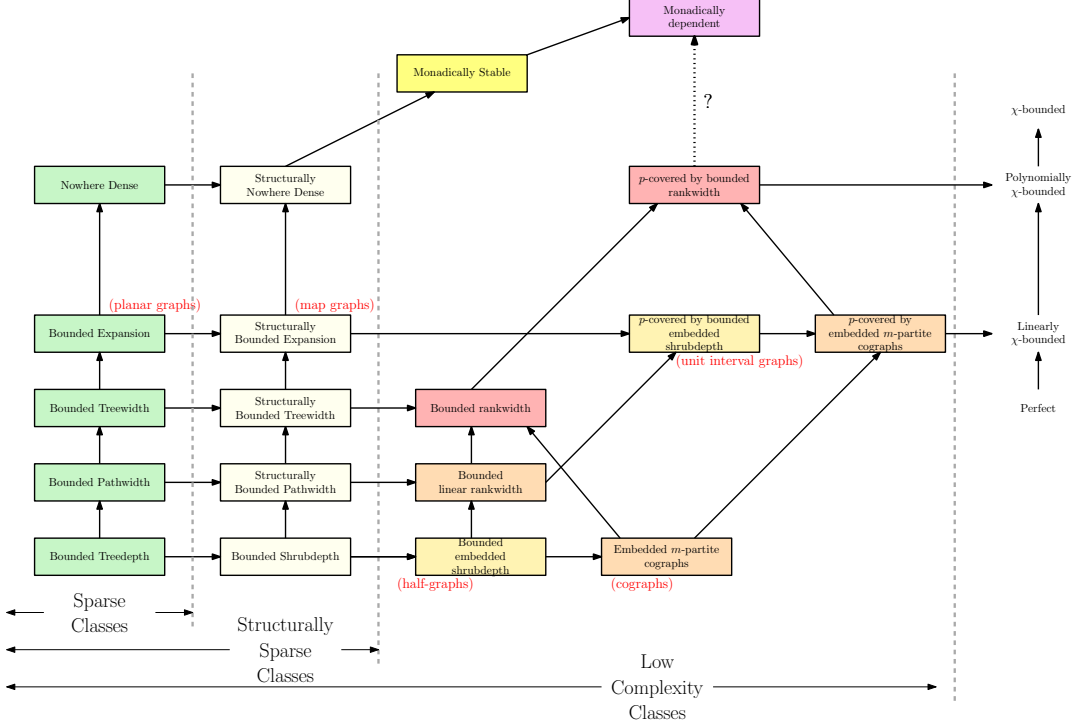 Monadically
dependent
Monadically Stable
?
χ-bounded
Nowhere Dense
Structurally
Nowhere Dense
p-covered by bounded
rankwidth
Polynomially
χ-bounded
(planar graphs)
(map graphs)
Bounded Expansion
Structurally
Bounded Expansion
p-covered by bounded
embedded
shrubdepth
p-covered by
embedded m-partite
cographs
Linearly
χ-bounded
(unit interval graphs)
Bounded Treewidth
Structurally
Bounded Treewidth
Bounded rankwidth
Perfect
Bounded Pathwidth
Structurally
Bounded Pathwidth
Bounded
linear rankwidth
Bounded Treedepth
Bounded Shrubdepth
Bounded
embedded
shrubdepth
Embedded m-partite
cographs
(half-graphs)
(cographs)
Sparse
Classes
Structurally
Sparse
Classes
Low
Complexity
Classes